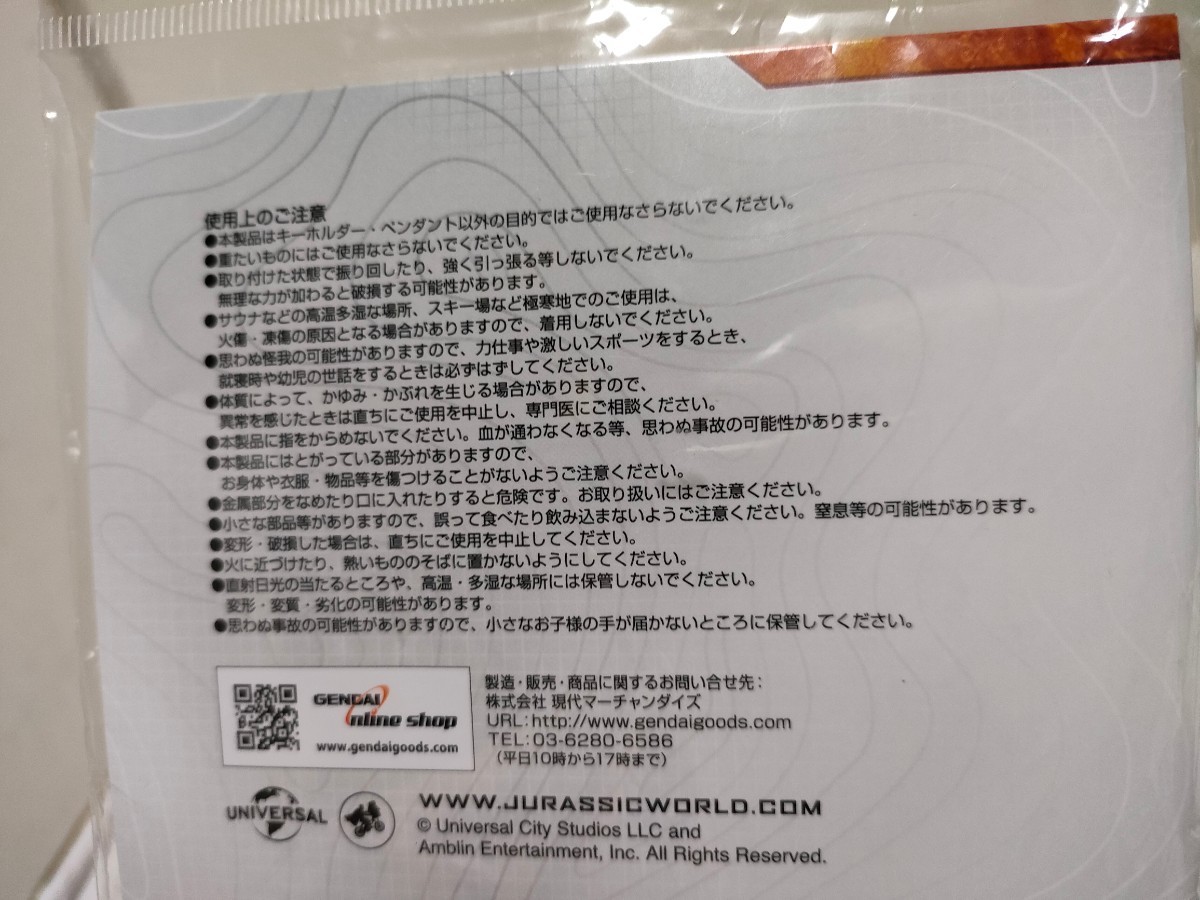 使用上のご注意
●本製品はキーホルダー・ペンダント以外の目的ではご使用なさらないでください。
●重たいものにはご使用なさらないでください。
●取り付けた状態で振り回したり、強く引っ張る等しないでください。
無理な力が加わると破損する可能性があります。
●サウナなどの高温多湿な場所、スキー場など極寒地でのご使用は、
火傷・凍傷の原因となる場合がありますので、着用しないでください。
●思わぬ怪我の可能性がありますので、力仕事や激しいスポーツをするとき、
就寝時や幼児の世話をするときは必ずはずしてください。
●体質によって、かゆみ・かぶれを生じる場合がありますので、
異常を感じたときは直ちにご使用を中止し、専門医にご相談ください。
●本製品に指をからめないでください。血が通わなくなる等、思わぬ事故の可能性があります。
●本製品にはとがっている部分がありますので、
お身体や衣服・物品等を傷つけることがないようご注意ください。
●金属部分をなめたり口に入れたりすると危険です。お取り扱いにはご注意ください。
●小さな部品等がありますので、誤って食べたり飲み込まないようご注意ください。窒息等の可能性があります。
●変形・破損した場合は、直ちにご使用を中止してください。
●火に近づけたり、熱いもののそばに置かないようにしてください。
●直射日光の当たるところや、高温・多湿な場所には保管しないでください。
変形・変質・劣化の可能性があります。
●思わぬ事故の可能性がありますので、小さなお子様の手が届かないところに保管してください。
GENDAI
Online shop
www.gendaigoods.com
製造・販売・商品に関するお問い合せ先：
株式会社 現代マーチャンダイズ
URL：http://www.gendaigoods.com
TEL：03-6280-6586
（平日10時から17時まで）
UNIVERSAL
WWW.JURASSICWORLD.COM
© Universal City Studios LLC and
Amblin Entertainment, Inc. All Rights Reserved.